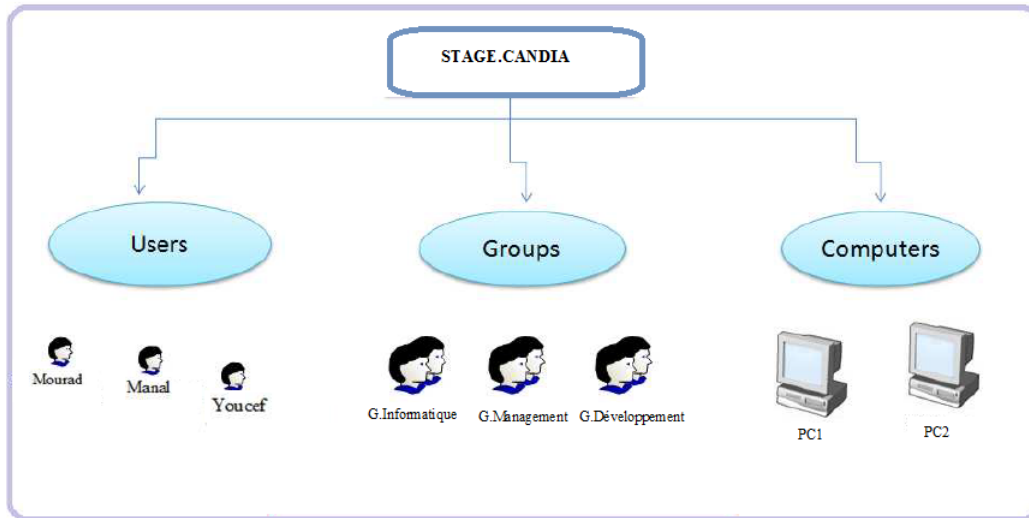 STAGE.CANDIA
Users
Groups
Computers
Mourad
Manal
Youcef
G.Informatique
G.Management
G.Développement
PC1
PC2